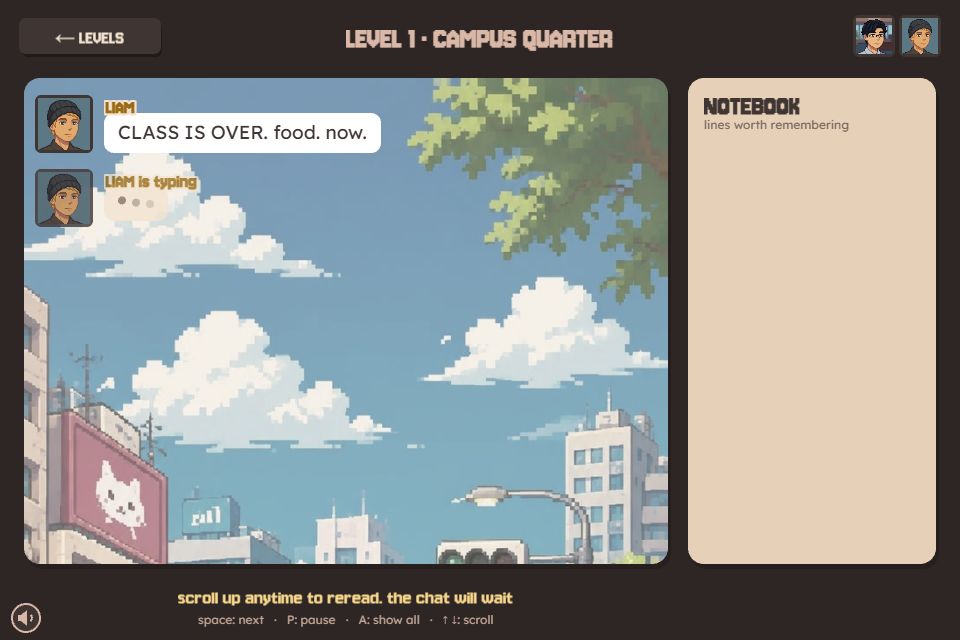 ← LEVELS
LEVEL 1 · CAMPUS QUARTER
LIAM
CLASS IS OVER. food. now.
LIAM is typing
NOTEBOOK
lines worth remembering
scroll up anytime to reread. the chat will wait
space: next · P: pause · A: show all · ↑↓: scroll